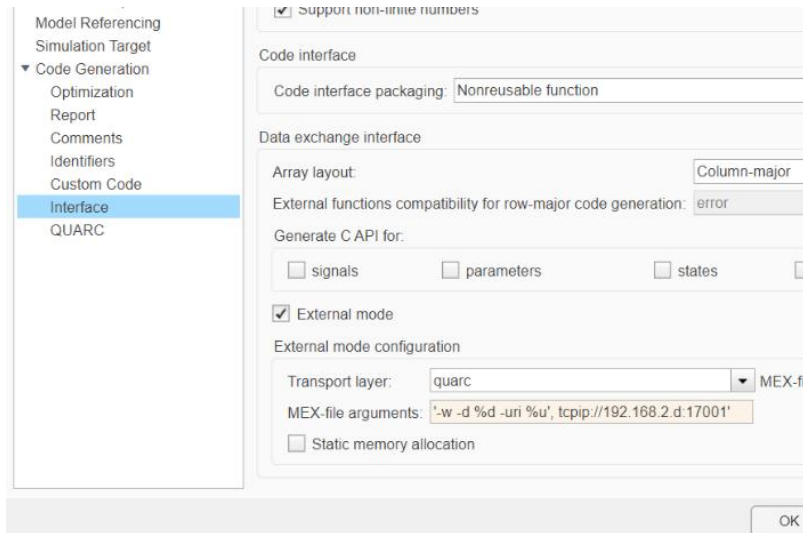 Model Referencing
Simulation Target
Code Generation
Optimization
Report
Comments
Identifiers
Custom Code
Interface
QUARC
Support non-finite numbers
Code interface
Code interface packaging: Nonreusable function
Data exchange interface
Array layout: Column-major
External functions compatibility for row-major code generation: error
Generate C API for:
signals parameters states
External mode
External mode configuration
Transport layer: quarc MEX-fi
MEX-file arguments: '-w -d %d -uri %u', tcpip://192.168.2.d:17001'
Static memory allocation
OK